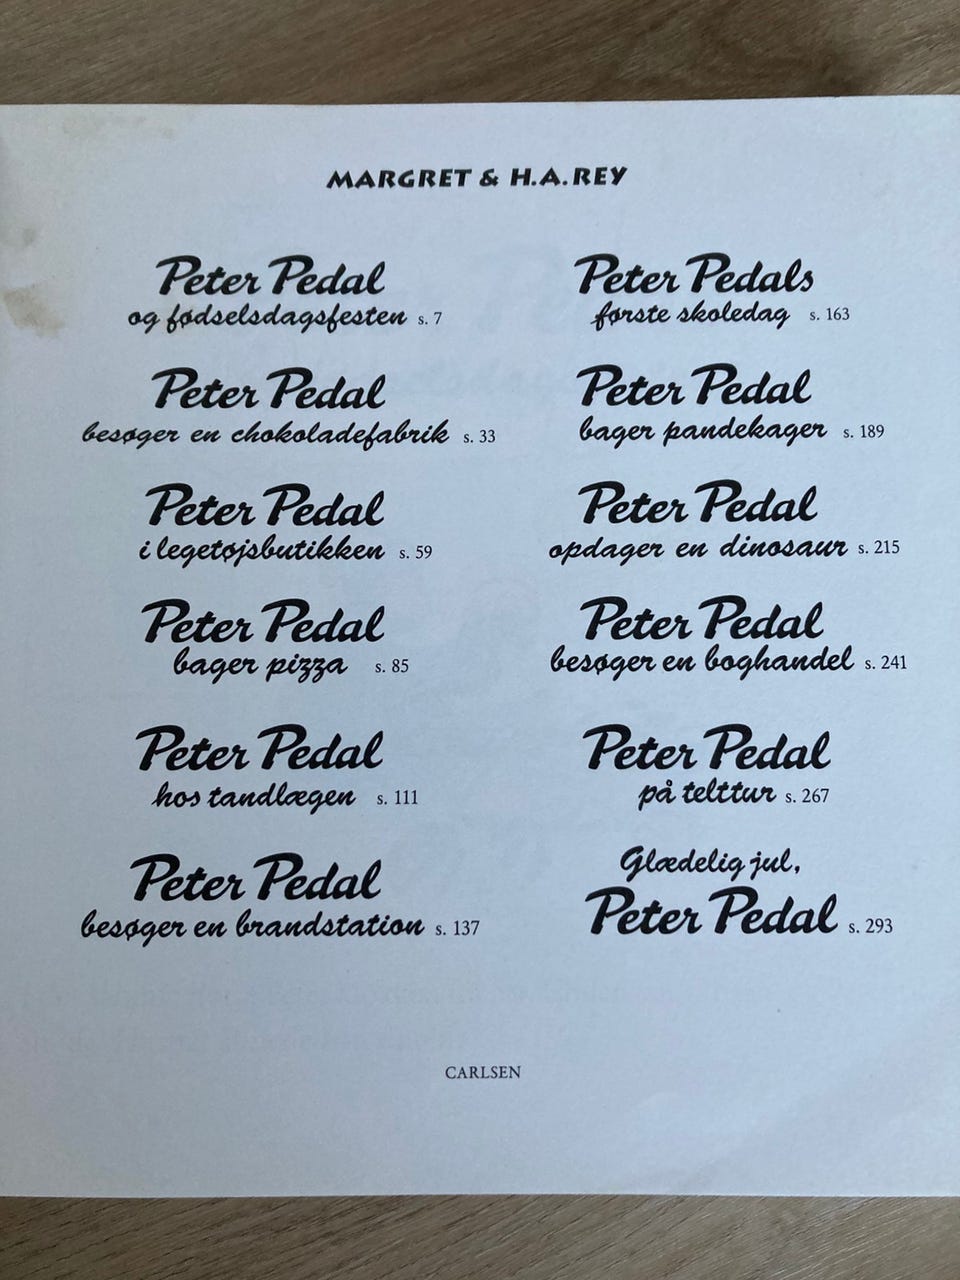 MARGRET & H.A. REY
Peter Pedal
og fødselsdagsfesten s. 7
Peter Pedal
besøger en chokoladefabrik s. 33
Peter Pedal
i legetøjsbutikken s. 59
Peter Pedal
bager pizza s. 85
Peter Pedal
hos tandlægen s. 111
Peter Pedal
besøger en brandstation s. 137
Peter Pedals
første skoledag s. 163
Peter Pedal
bager pandekager s. 189
Peter Pedal
opdager en dinosaur s. 215
Peter Pedal
besøger en boghandel s. 241
Peter Pedal
på telttur s. 267
Glædelig jul,
Peter Pedal s. 293
CARLSEN